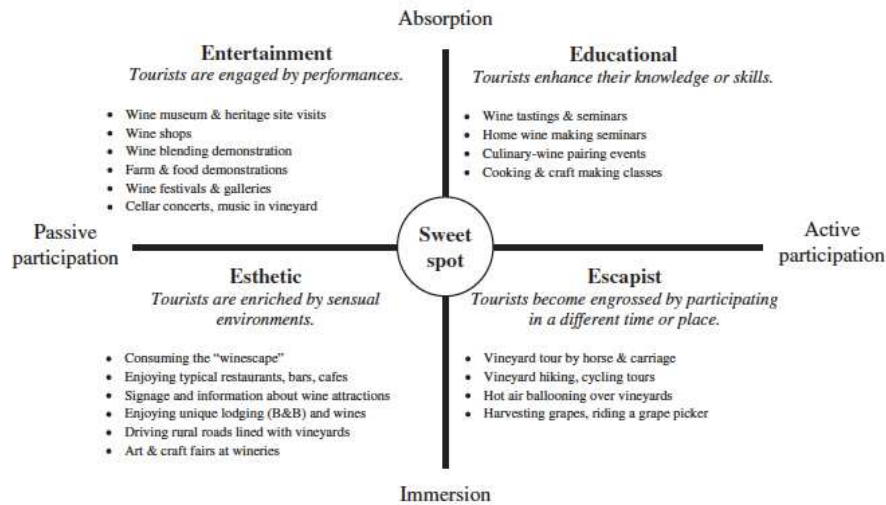 Absorption
Entertainment
Tourists are engaged by performances.
• Wine museum & heritage site visits
• Wine shops
• Wine blending demonstration
• Farm & food demonstrations
• Wine festivals & galleries
• Cellar concerts, music in vineyard
Educational
Tourists enhance their knowledge or skills.
• Wine tastings & seminars
• Home wine making seminars
• Culinary-wine pairing events
• Cooking & craft making classes
Passive
participation
Sweet
spot
Active
participation
Esthetic
Tourists are enriched by sensual
environments.
• Consuming the “winescape”
• Enjoying typical restaurants, bars, cafes
• Signage and information about wine attractions
• Enjoying unique lodging (B&B) and wines
• Driving rural roads lined with vineyards
• Art & craft fairs at wineries
Escapist
Tourists become engrossed by participating
in a different time or place.
• Vineyard tour by horse & carriage
• Vineyard hiking, cycling tours
• Hot air ballooning over vineyards
• Harvesting grapes, riding a grape picker
Immersion